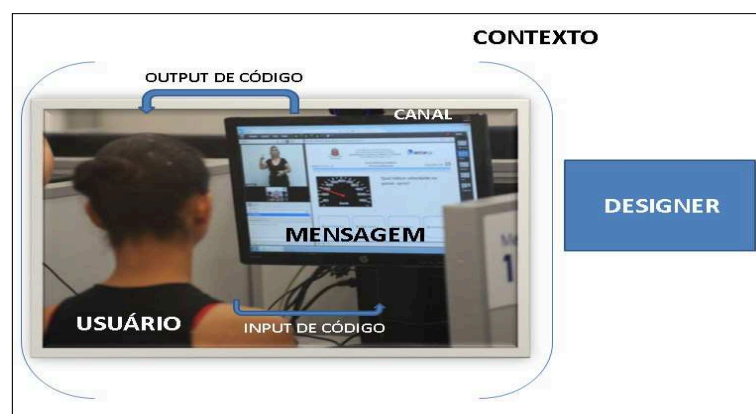 CONTEXTO
OUTPUT DE CÓDIGO
CANAL
DESIGNER
MENSAGEM
USUÁRIO
INPUT DE CÓDIGO